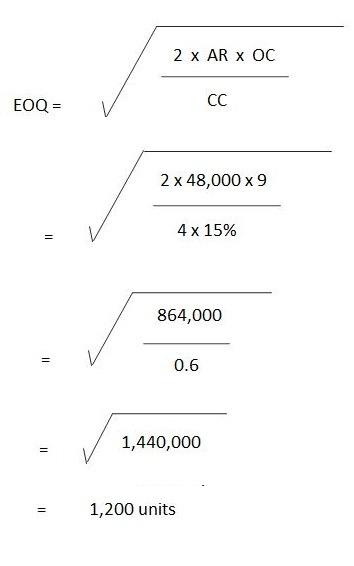 2 x AR x OC
EOQ =
CC
2 x 48,000 x 9
=
4 x 15%
864,000
=
0.6
= 1,440,000
= 1,200 units